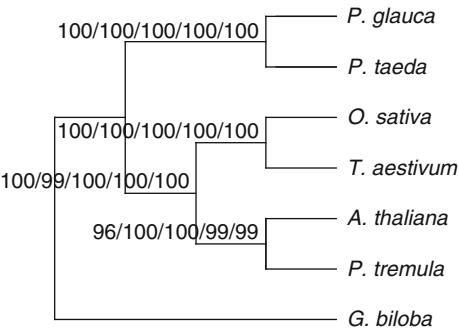 P. glauca
100/100/100/100/100
P. taeda
O. sativa
100/100/100/100/100
T. aestivum
100/99/100/100/100
A. thaliana
96/100/100/99/99
P. tremula
G. biloba